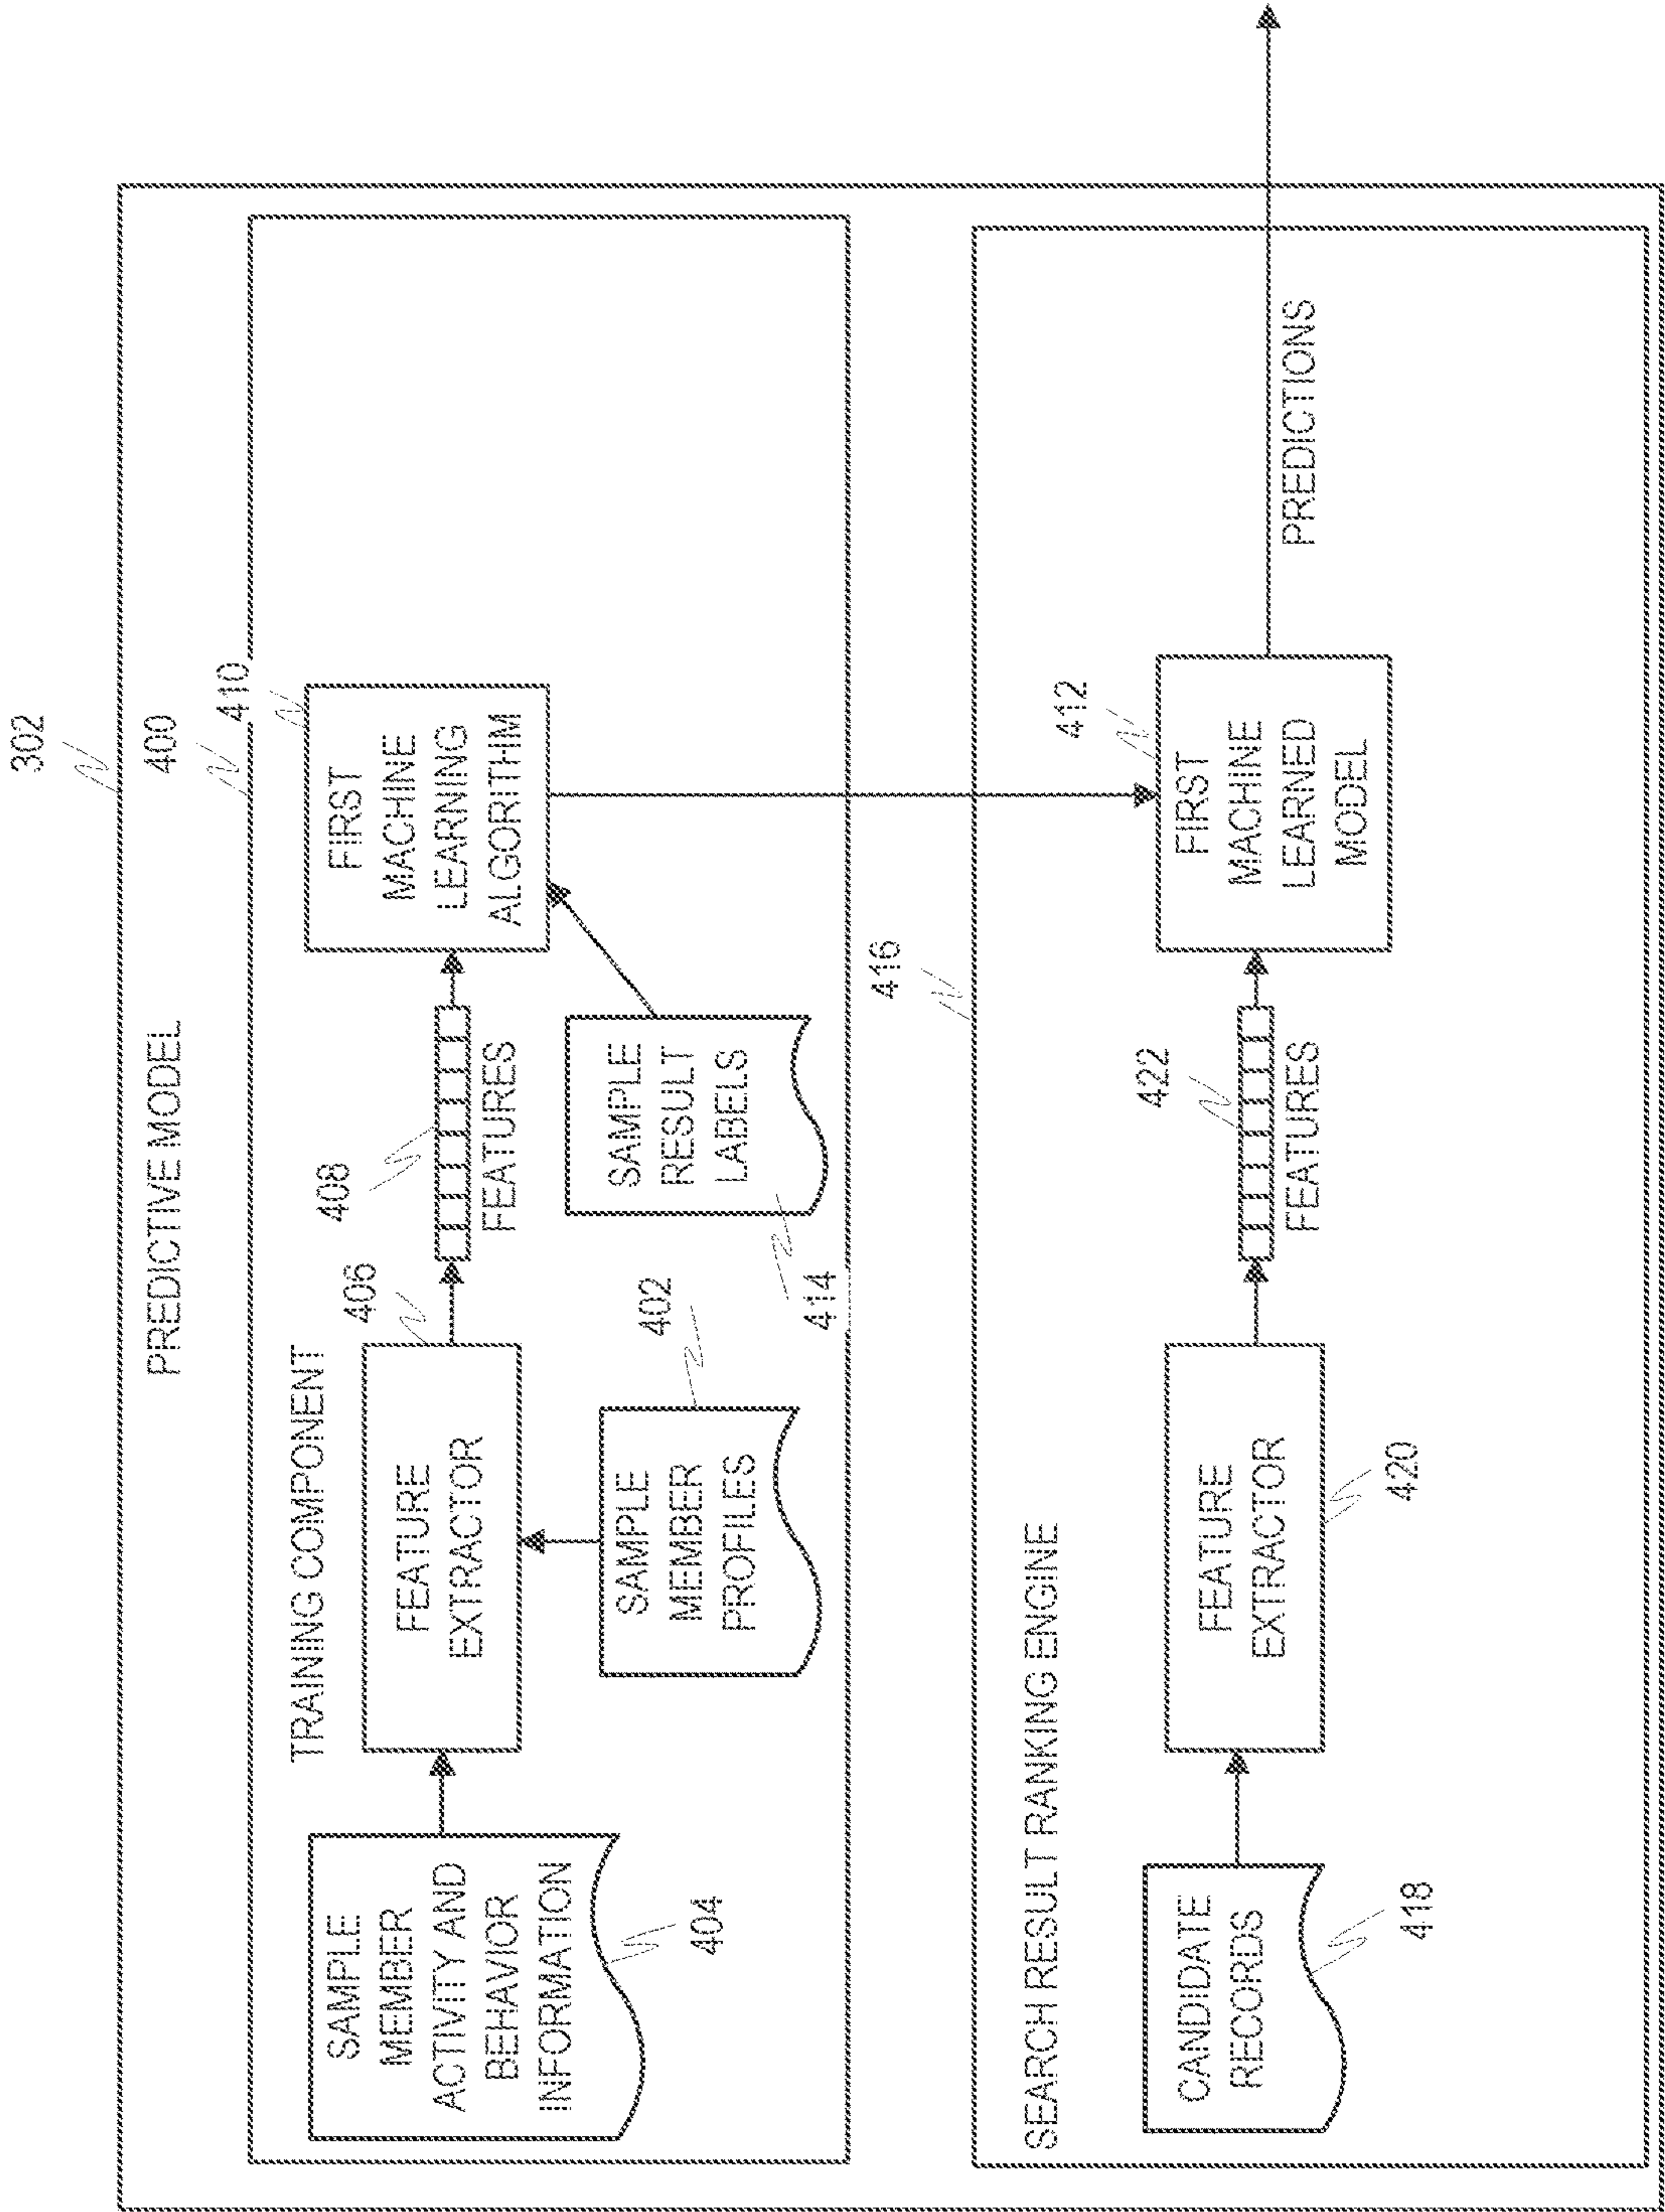 302
PREDICTIVE MODEL
400
TRAINING COMPONENT
410
SAMPLE
MEMBER
ACTIVITY AND
BEHAVIOR
INFORMATION
404
FEATURE
EXTRACTOR
406
SAMPLE
MEMBER
PROFILES
402
408
FEATURES
FIRST
MACHINE
LEARNING
ALGORITHM
SAMPLE
RESULT
LABELS
414
416
SEARCH RESULT RANKING ENGINE
CANDIDATE
RECORDS
418
FEATURE
EXTRACTOR
420
422
FEATURES
412
FIRST
MACHINE
LEARNED
MODEL
PREDICTIONS